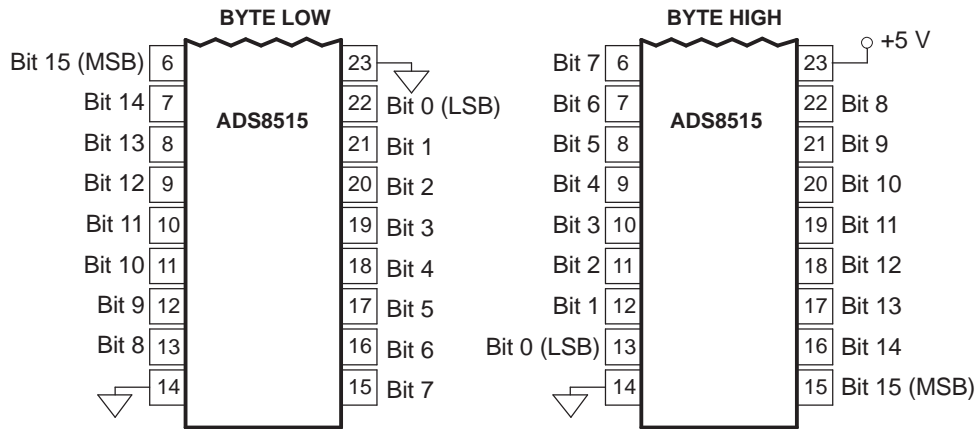 BYTE LOW
Bit 15 (MSB) 6 23
Bit 14 7 22 Bit 0 (LSB)
ADS8515
Bit 13 8 21 Bit 1
Bit 12 9 20 Bit 2
Bit 11 10 19 Bit 3
Bit 10 11 18 Bit 4
Bit 9 12 17 Bit 5
Bit 8 13 16 Bit 6
14 15 Bit 7
BYTE HIGH
Bit 7 6 23 +5 V
Bit 6 7 22 Bit 8
ADS8515
Bit 5 8 21 Bit 9
Bit 4 9 20 Bit 10
Bit 3 10 19 Bit 11
Bit 2 11 18 Bit 12
Bit 1 12 17 Bit 13
Bit 0 (LSB) 13 16 Bit 14
14 15 Bit 15 (MSB)